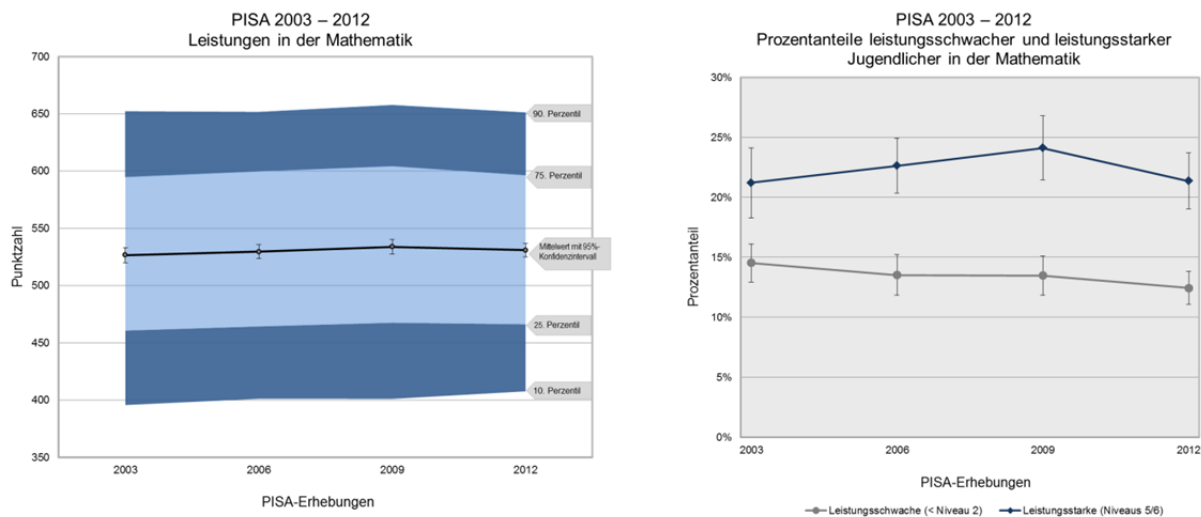 PISA 2003 – 2012
Leistungen in der Mathematik
Punktzahl
700
650
600
550
500
450
400
350
90. Perzentil
75. Perzentil
Mittelwert mit 95%-
Konfidenzintervall
25. Perzentil
10. Perzentil
2003
2006
2009
2012
PISA-Erhebungen
PISA 2003 – 2012
Prozentanteile leistungsschwacher und leistungsstarker
Jugendlicher in der Mathematik
Prozentanteil
30%
25%
20%
15%
10%
5%
0%
2003
2006
2009
2012
PISA-Erhebungen
Leistungsschwache (< Niveau 2)
Leistungsstarke (Niveaus 5/6)